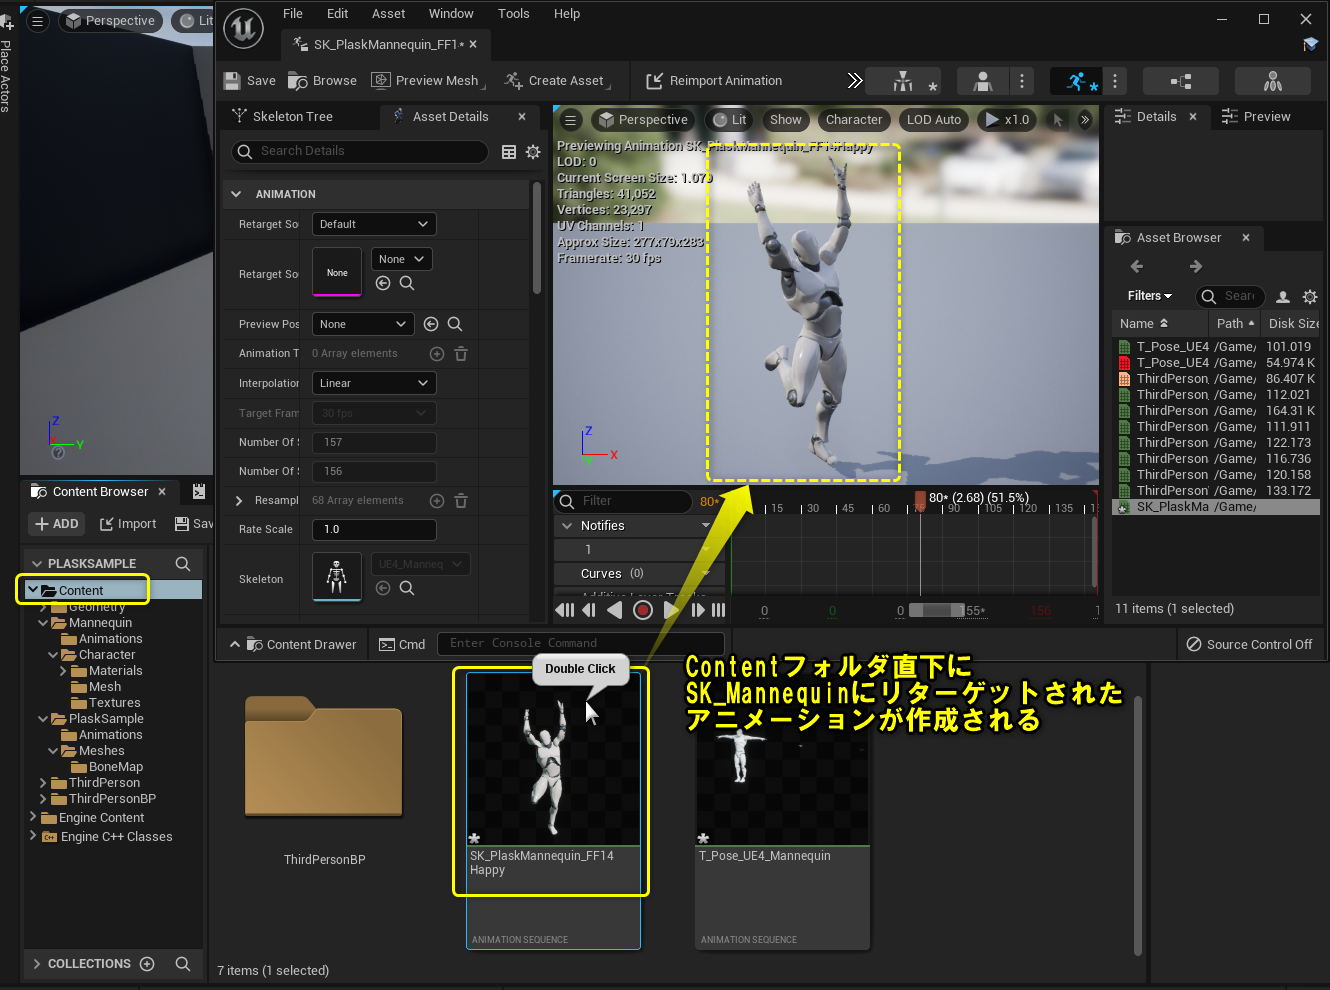 Perspective
Lit
Place Actors
File Edit Asset Window Tools Help
SK_PlaskMannequin_FF1*
Save Browse Preview Mesh Create Asset Reimport Animation
Skeleton Tree
Asset Details
Search Details
ANIMATION
Retarget So
Default
Retarget So
None
None
Preview Pos
None
Animation T
0 Array elements
Interpolation
Linear
Target Fram
30 fps
Number Of S
157
Number Of S
156
Resampl
68 Array elements
Rate Scale
1.0
Skeleton
UE4_Manneq
Perspective Lit Show Character LOD Auto x1.0
Previewing Animation SK_PlaskMannequin_FF14Happy
LOD: 0
Current Screen Size: 1.079
Triangles: 41,052
Vertices: 23,297
UV Channels: 1
Approx Size: 277x79x283
Framerate: 30 fps
Z
X
Z
Y
Filter
80*
80* (2.68) (51.5%)
15 30 45 60 75 90 105 120 135
Notifies
1
Curves (0)
Additive Layer Tracks
0 0 0 155* 156
Details
Preview
Asset Browser
Filters
Sear
Name Path Disk Size
T_Pose_UE4 /Game/ 101.019
T_Pose_UE4 /Game/ 54.974 K
ThirdPerson /Game/ 86.407 K
ThirdPerson /Game/ 112.021
ThirdPerson /Game/ 164.31 K
ThirdPerson /Game/ 111.911
ThirdPerson /Game/ 122.173
ThirdPerson /Game/ 116.736
ThirdPerson /Game/ 120.158
ThirdPerson /Game/ 133.172
SK_PlaskMa /Game/
11 items (1 selected)
Content Drawer
Cmd
Enter Console Command
Source Control Off
Content Browser
ADD
Import
Sav
PLASKSAMPLE
Content
Geometry
Mannequin
Animations
Character
Materials
Mesh
Textures
PlaskSample
Animations
Meshes
BoneMap
ThirdPerson
ThirdPersonBP
Engine Content
Engine C++ Classes
COLLECTIONS
Double Click
Contentフォルダ直下に
SK_Mannequinにリターゲットされた
アニメーションが作成される
ThirdPersonBP
SK_PlaskMannequin_FF14
Happy
ANIMATION SEQUENCE
T_Pose_UE4_Mannequin
ANIMATION SEQUENCE
7 items (1 selected)